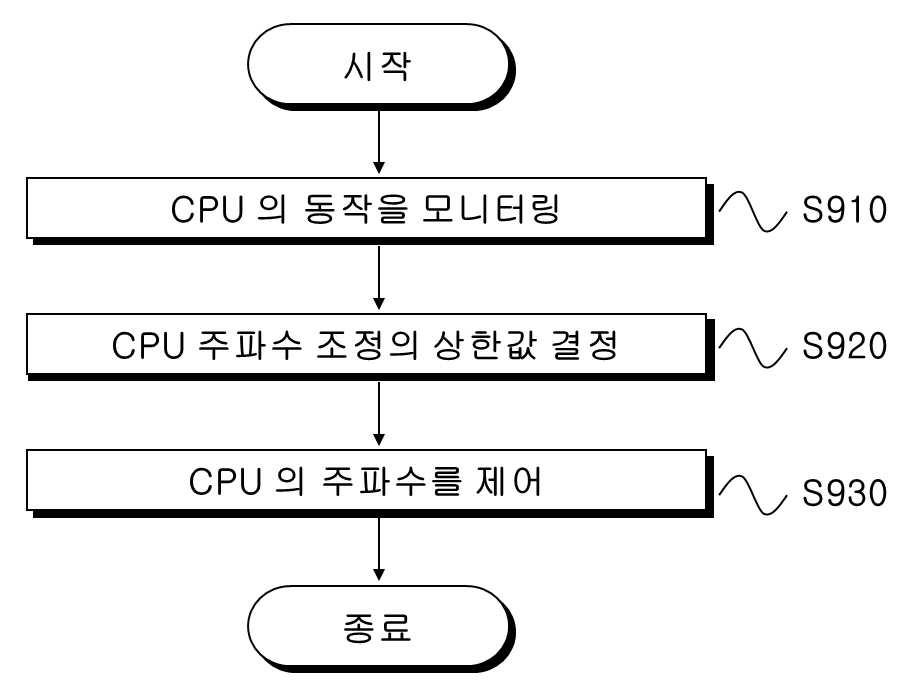 시작
CPU 의 동작을 모니터링
S910
CPU 주파수 조정의 상한값 결정
S920
CPU 의 주파수를 제어
S930
종료